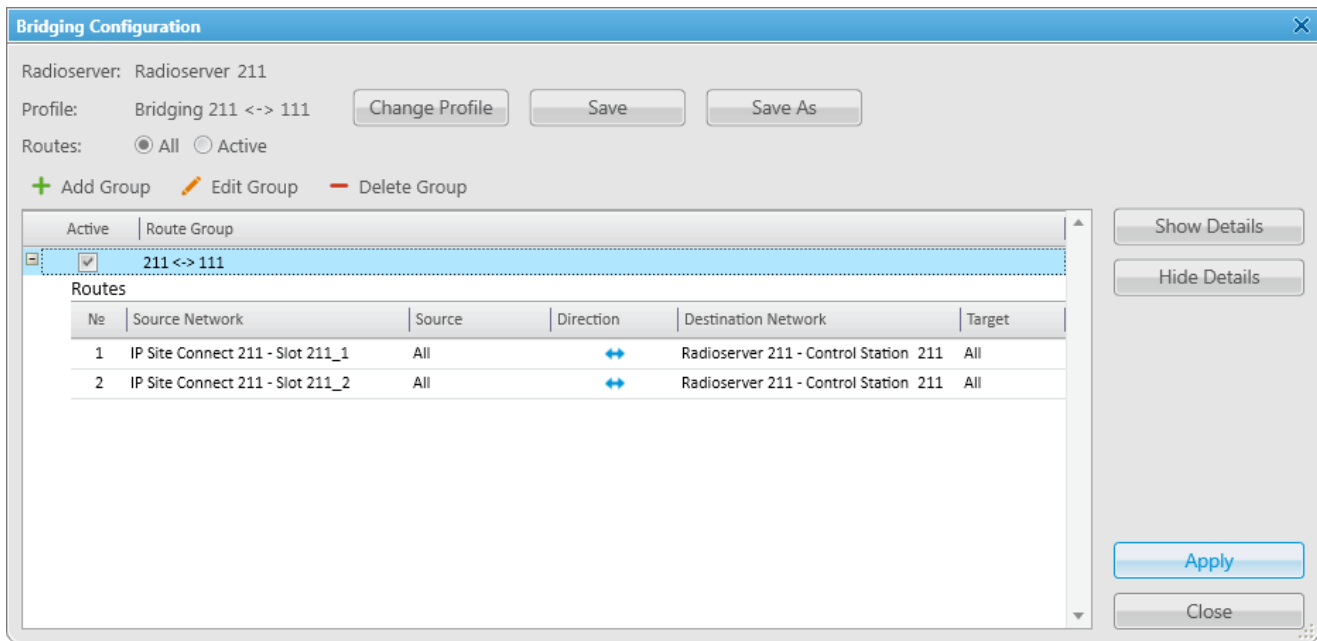 Bridging Configuration
Radioserver: Radioserver 211
Profile: Bridging 211 <-> 111 Change Profile Save Save As
Routes: All Active
Add Group Edit Group Delete Group
Active Route Group Show Details
211 <-> 111
Routes Hide Details
№ Source Network Source Direction Destination Network Target
1 IP Site Connect 211 - Slot 211_1 All Radioserver 211 - Control Station 211 All
2 IP Site Connect 211 - Slot 211_2 All Radioserver 211 - Control Station 211 All
Apply
Close